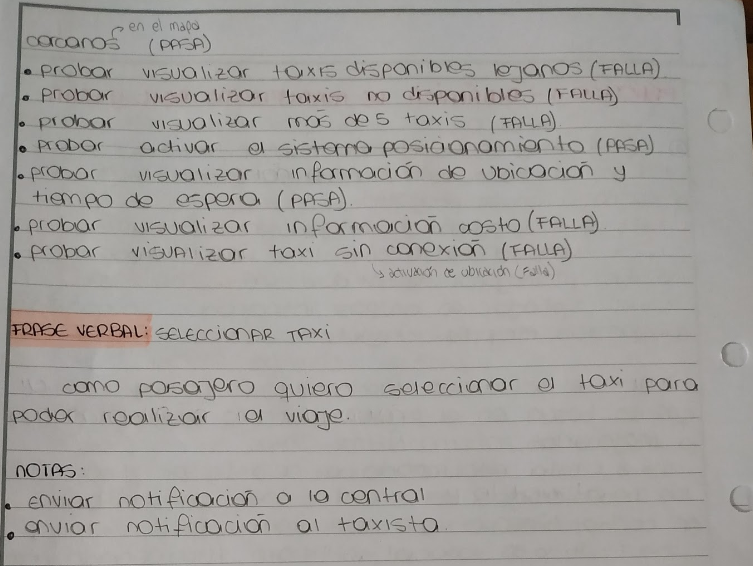 en el mapa
cercanos (PASA)
• probar visualizar taxis disponibles lejanos (FALLA)
• probar visualizar taxis no disponibles (FALLA)
• probar visualizar mas de 5 taxis (FALLA)
• probar activar el sistema posicionamiento (PASA)
• probar visualizar información de ubicación y
tiempo de espera (PASA).
• probar visualizar información costo (FALLA)
• probar visualizar taxi sin conexión (FALLA)
↳ activación de ubicación (Falla)
FRASE VERBAL: SELECCIONAR TAXI
como pasajero quiero seleccionar el taxi para
poder realizar el viaje.
NOTAS:
• enviar notificación a la central
• enviar notificación al taxista